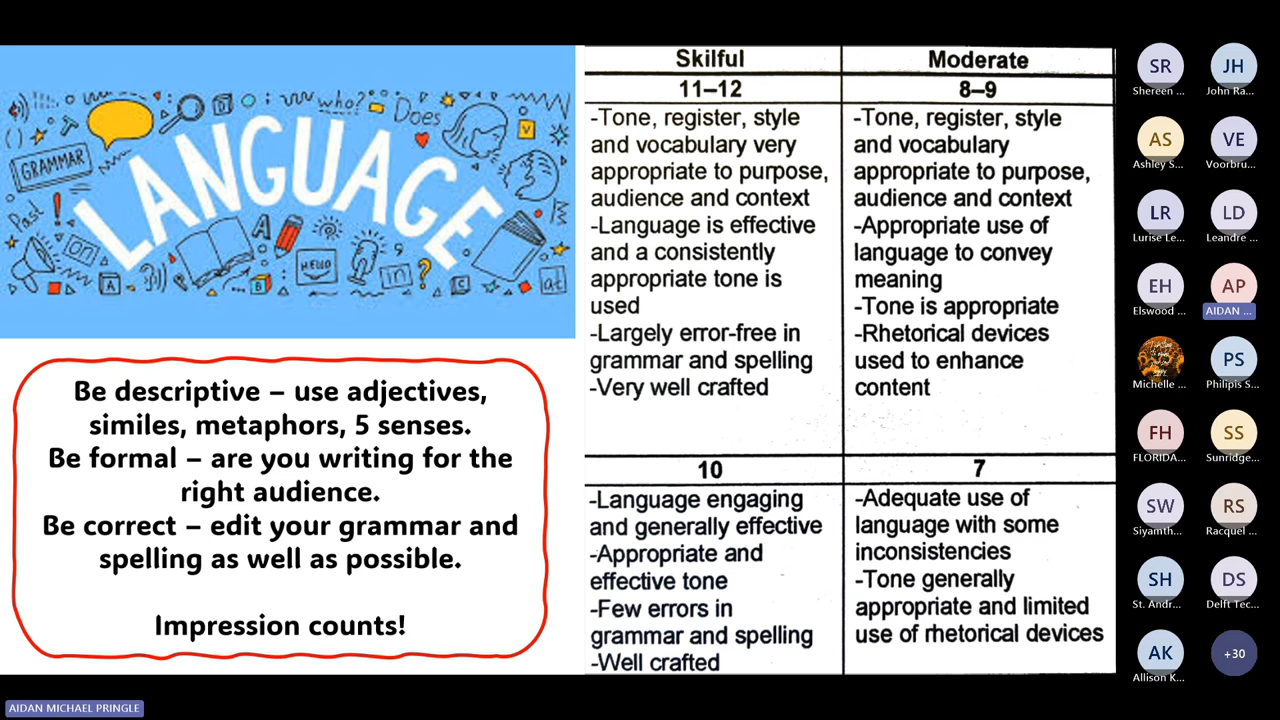 who?
Does
GRAMMAR
LANGUAGE
Past
on
A
HELLO
in
at
Be descriptive – use adjectives,
similes, metaphors, 5 senses.
Be formal – are you writing for the
right audience.
Be correct – edit your grammar and
spelling as well as possible.
Impression counts!
Skilful
11–12
-Tone, register, style
and vocabulary very
appropriate to purpose,
audience and context
-Language is effective
and a consistently
appropriate tone is
used
-Largely error-free in
grammar and spelling
-Very well crafted
10
-Language engaging
and generally effective
-Appropriate and
effective tone
-Few errors in
grammar and spelling
-Well crafted
Moderate
8–9
-Tone, register, style
and vocabulary
appropriate to purpose,
audience and context
-Appropriate use of
language to convey
meaning
-Tone is appropriate
-Rhetorical devices
used to enhance
content
7
-Adequate use of
language with some
inconsistencies
-Tone generally
appropriate and limited
use of rhetorical devices
SR
Shereen ...
JH
John Ra...
AS
Ashley S...
VE
Voorbru...
LR
Lurise Le...
LD
Leandre ...
EH
Elswood ...
AP
AIDAN ...
Michelle ...
PS
Philipis S...
FH
FLORIDA...
SS
Sunridge...
SW
Siyamth...
RS
Racquel ...
SH
St. Andr...
DS
Delft Tec...
AK
Allison K...
+30
AIDAN MICHAEL PRINGLE